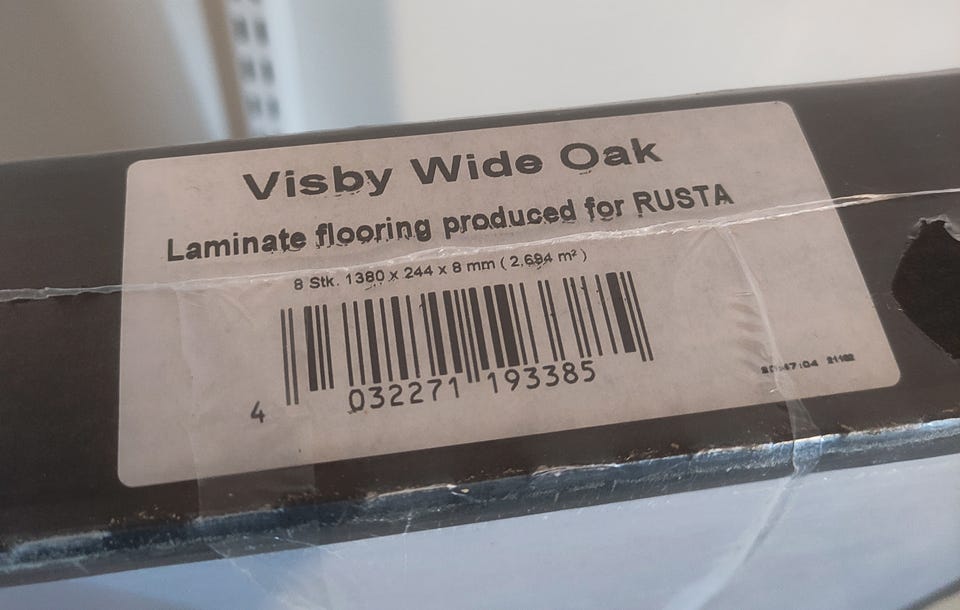 Visby Wide Oak
Laminate flooring produced for RUSTA
8 Stk. 1380 x 244 x 8 mm ( 2,694 m² )
4 032271 193385